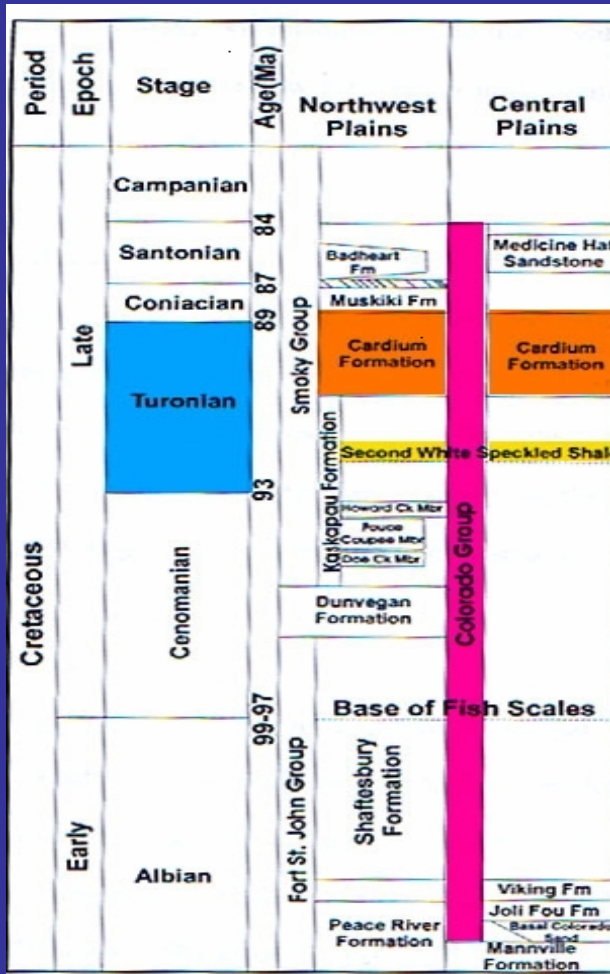 Period
Epoch
Stage
Age(Ma)
Northwest
Plains
Central
Plains
Cretaceous
Late
Early
Campanian
Santonian
Coniacian
Turonian
Cenomanian
Albian
84
87
89
93
99-97
Smoky Group
Fort St. John Group
Badheart
Fm
Muskiki Fm
Cardium
Formation
Kaskapau Formation
Second White Speckled Shale
Howard Ck Mbr
Pouce
Coupee Mbr
Doe Ck Mbr
Dunvegan
Formation
Base of Fish Scales
Shaftesbury
Formation
Peace River
Formation
Colorado Group
Medicine Hat
Sandstone
Cardium
Formation
Viking Fm
Joli Fou Fm
Basal Colorado
Sand
Mannville
Formation